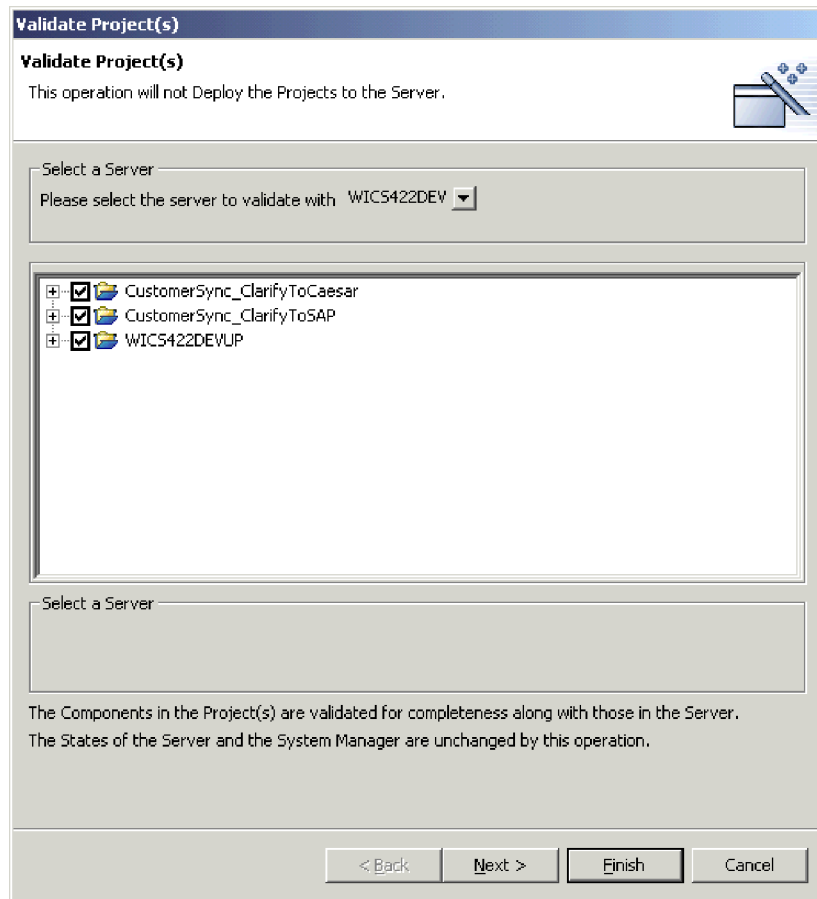 Validate Project(s)
Validate Project(s)
This operation will not Deploy the Projects to the Server.
Select a Server
Please select the server to validate with WICS422DEV
CustomerSync_ClarifyToCaesar
CustomerSync_ClarifyToSAP
WICS422DEVUP
Select a Server
The Components in the Project(s) are validated for completeness along with those in the Server.
The States of the Server and the System Manager are unchanged by this operation.
< Back Next > Finish Cancel